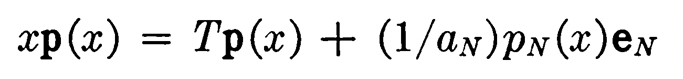 x𝐩(x) = T𝐩(x) + (1/a_N)p_N(x)𝐞_N